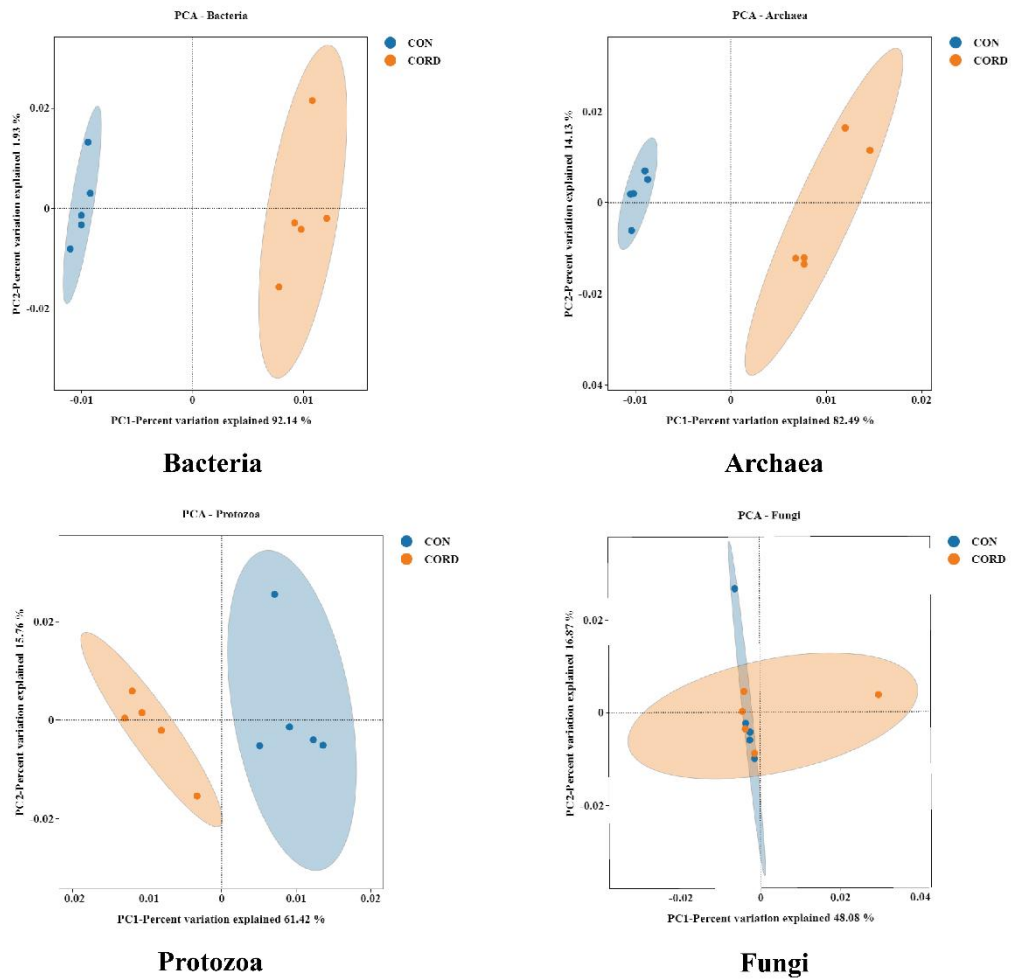 PCA - Bacteria
CON
CORD
PC2-Percent variation explained 1.93 %
0.02
0
-0.02
-0.01
0
0.01
PC1-Percent variation explained 92.14 %
Bacteria
PCA - Archaea
CON
CORD
PC2-Percent variation explained 14.13 %
0.02
0
-0.02
0.04
-0.01
0
0.01
0.02
PC1-Percent variation explained 82.49 %
Archaea
PCA - Protozoa
CON
CORD
PC2-Percent variation explained 15.76 %
0.02
0
-0.02
0.02
0.01
0
0.01
0.02
PC1-Percent variation explained 61.42 %
Protozoa
PCA - Fungi
CON
CORD
PC2-Percent variation explained 16.87 %
0.02
0
-0.02
-0.02
0
0.02
0.04
PC1-Percent variation explained 48.08 %
Fungi